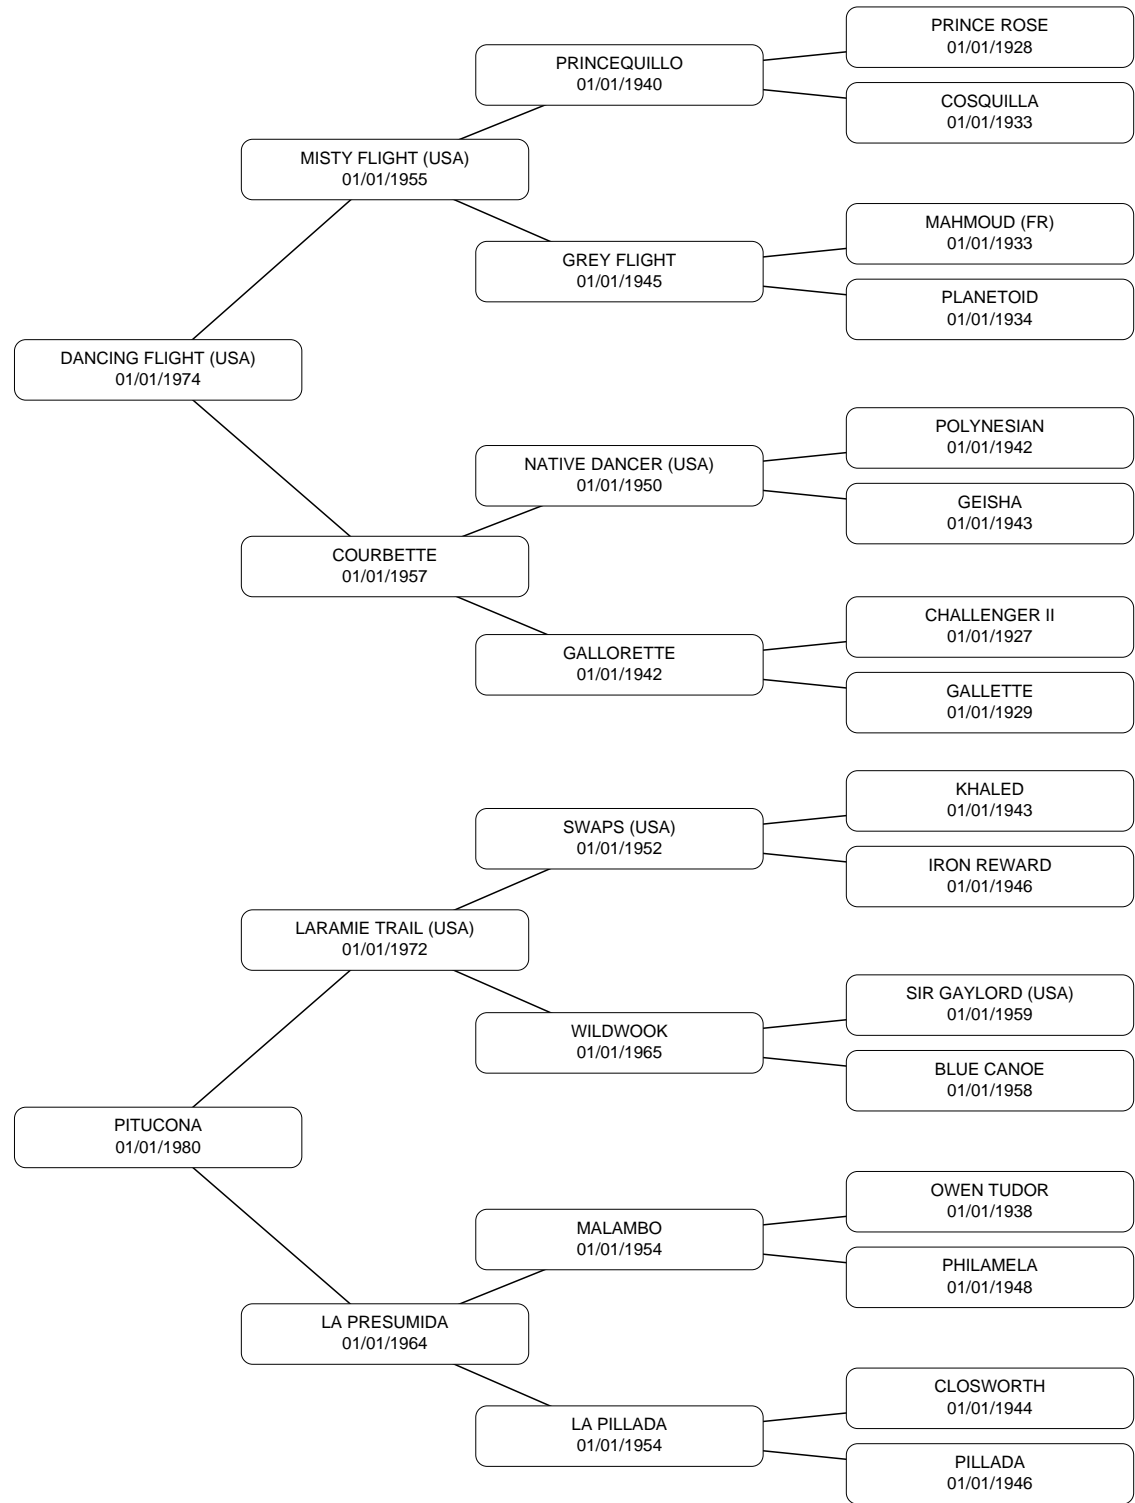 PRINCE ROSE
01/01/1928
PRINCEQUILLO
01/01/1940
COSQUILLA
01/01/1933
MISTY FLIGHT (USA)
01/01/1955
MAHMOUD (FR)
01/01/1933
GREY FLIGHT
01/01/1945
PLANETOID
01/01/1934
DANCING FLIGHT (USA)
01/01/1974
POLYNESIAN
01/01/1942
NATIVE DANCER (USA)
01/01/1950
GEISHA
01/01/1943
COURBETTE
01/01/1957
CHALLENGER II
01/01/1927
GALLORETTE
01/01/1942
GALLETTE
01/01/1929
KHALED
01/01/1943
SWAPS (USA)
01/01/1952
IRON REWARD
01/01/1946
LARAMIE TRAIL (USA)
01/01/1972
SIR GAYLORD (USA)
01/01/1959
WILDWOOK
01/01/1965
BLUE CANOE
01/01/1958
PITUCONA
01/01/1980
OWEN TUDOR
01/01/1938
MALAMBO
01/01/1954
PHILAMELA
01/01/1948
LA PRESUMIDA
01/01/1964
CLOSWORTH
01/01/1944
LA PILLADA
01/01/1954
PILLADA
01/01/1946